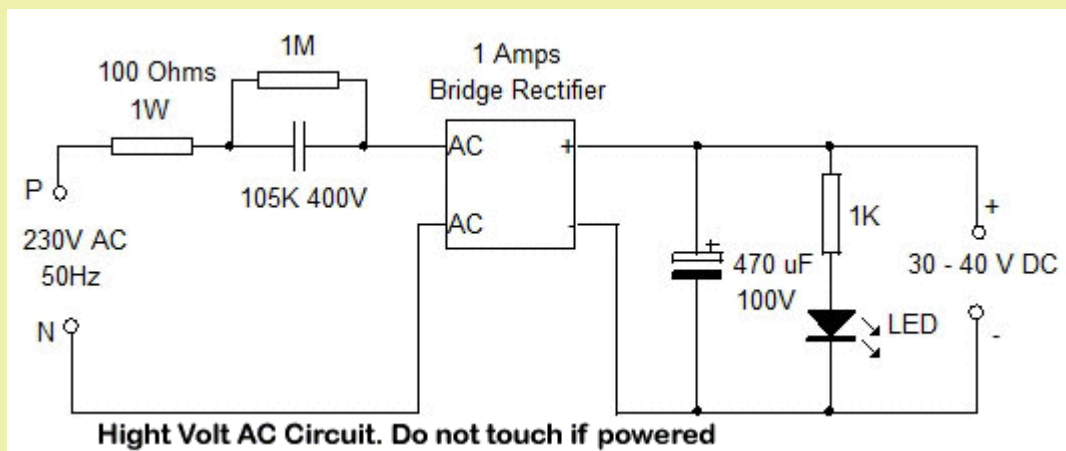 1M
100 Ohms
1W
1 Amps
Bridge Rectifier
AC
+
105K 400V
P
230V AC
50Hz
N
AC
-
+
470 uF
100V
1K
LED
+
30 - 40 V DC
-
Hight Volt AC Circuit. Do not touch if powered